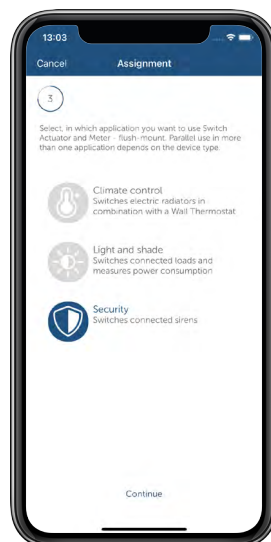 13:03
Cancel Assignment
3
Select, in which application you want to use Switch
Actuator and Meter - flush-mount. Parallel use in more
than one application depends on the device type.
Climate control
Switches electric radiators in
combination with a Wall Thermostat
Light and shade
Switches connected loads and
measures power consumption
Security
Switches connected sirens
Continue